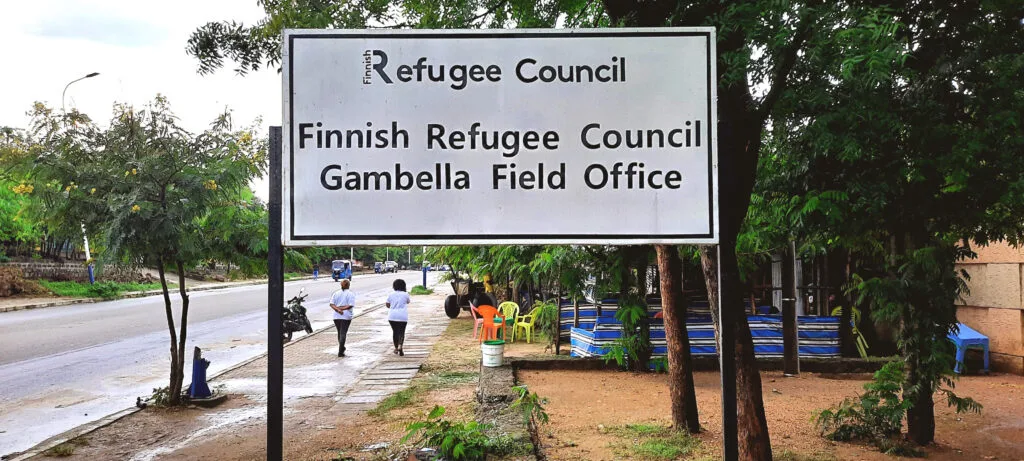 Finnish Refugee Council
Finnish Refugee Council
Gambella Field Office